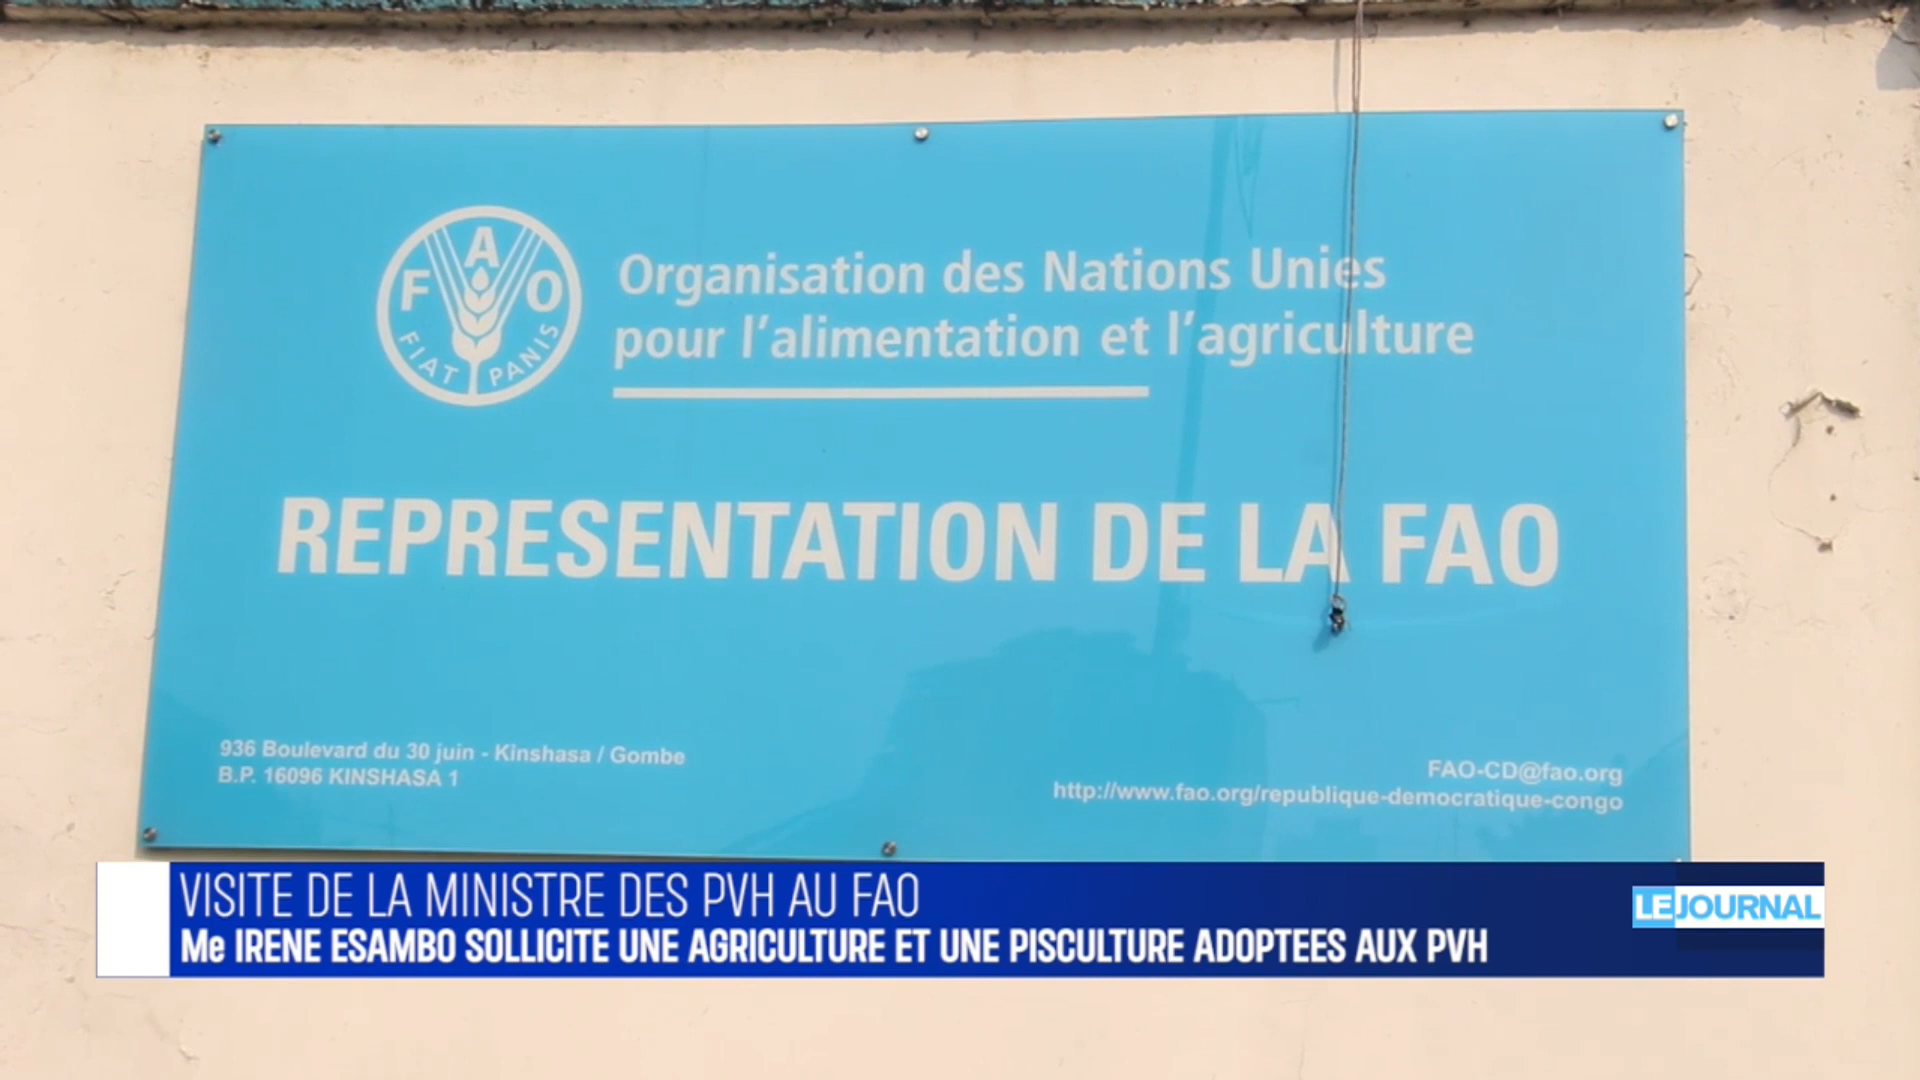 F A O
FIAT PANIS
Organisation des Nations Unies
pour l'alimentation et l'agriculture
REPRESENTATION DE LA FAO
936 Boulevard du 30 juin - Kinshasa / Gombe
B.P. 16096 KINSHASA 1
FAO-CD@fao.org
http://www.fao.org/republique-democratique-congo
VISITE DE LA MINISTRE DES PVH AU FAO
Me IRENE ESAMBO SOLLICITE UNE AGRICULTURE ET UNE PISCULTURE ADOPTEES AUX PVH
LEJOURNAL